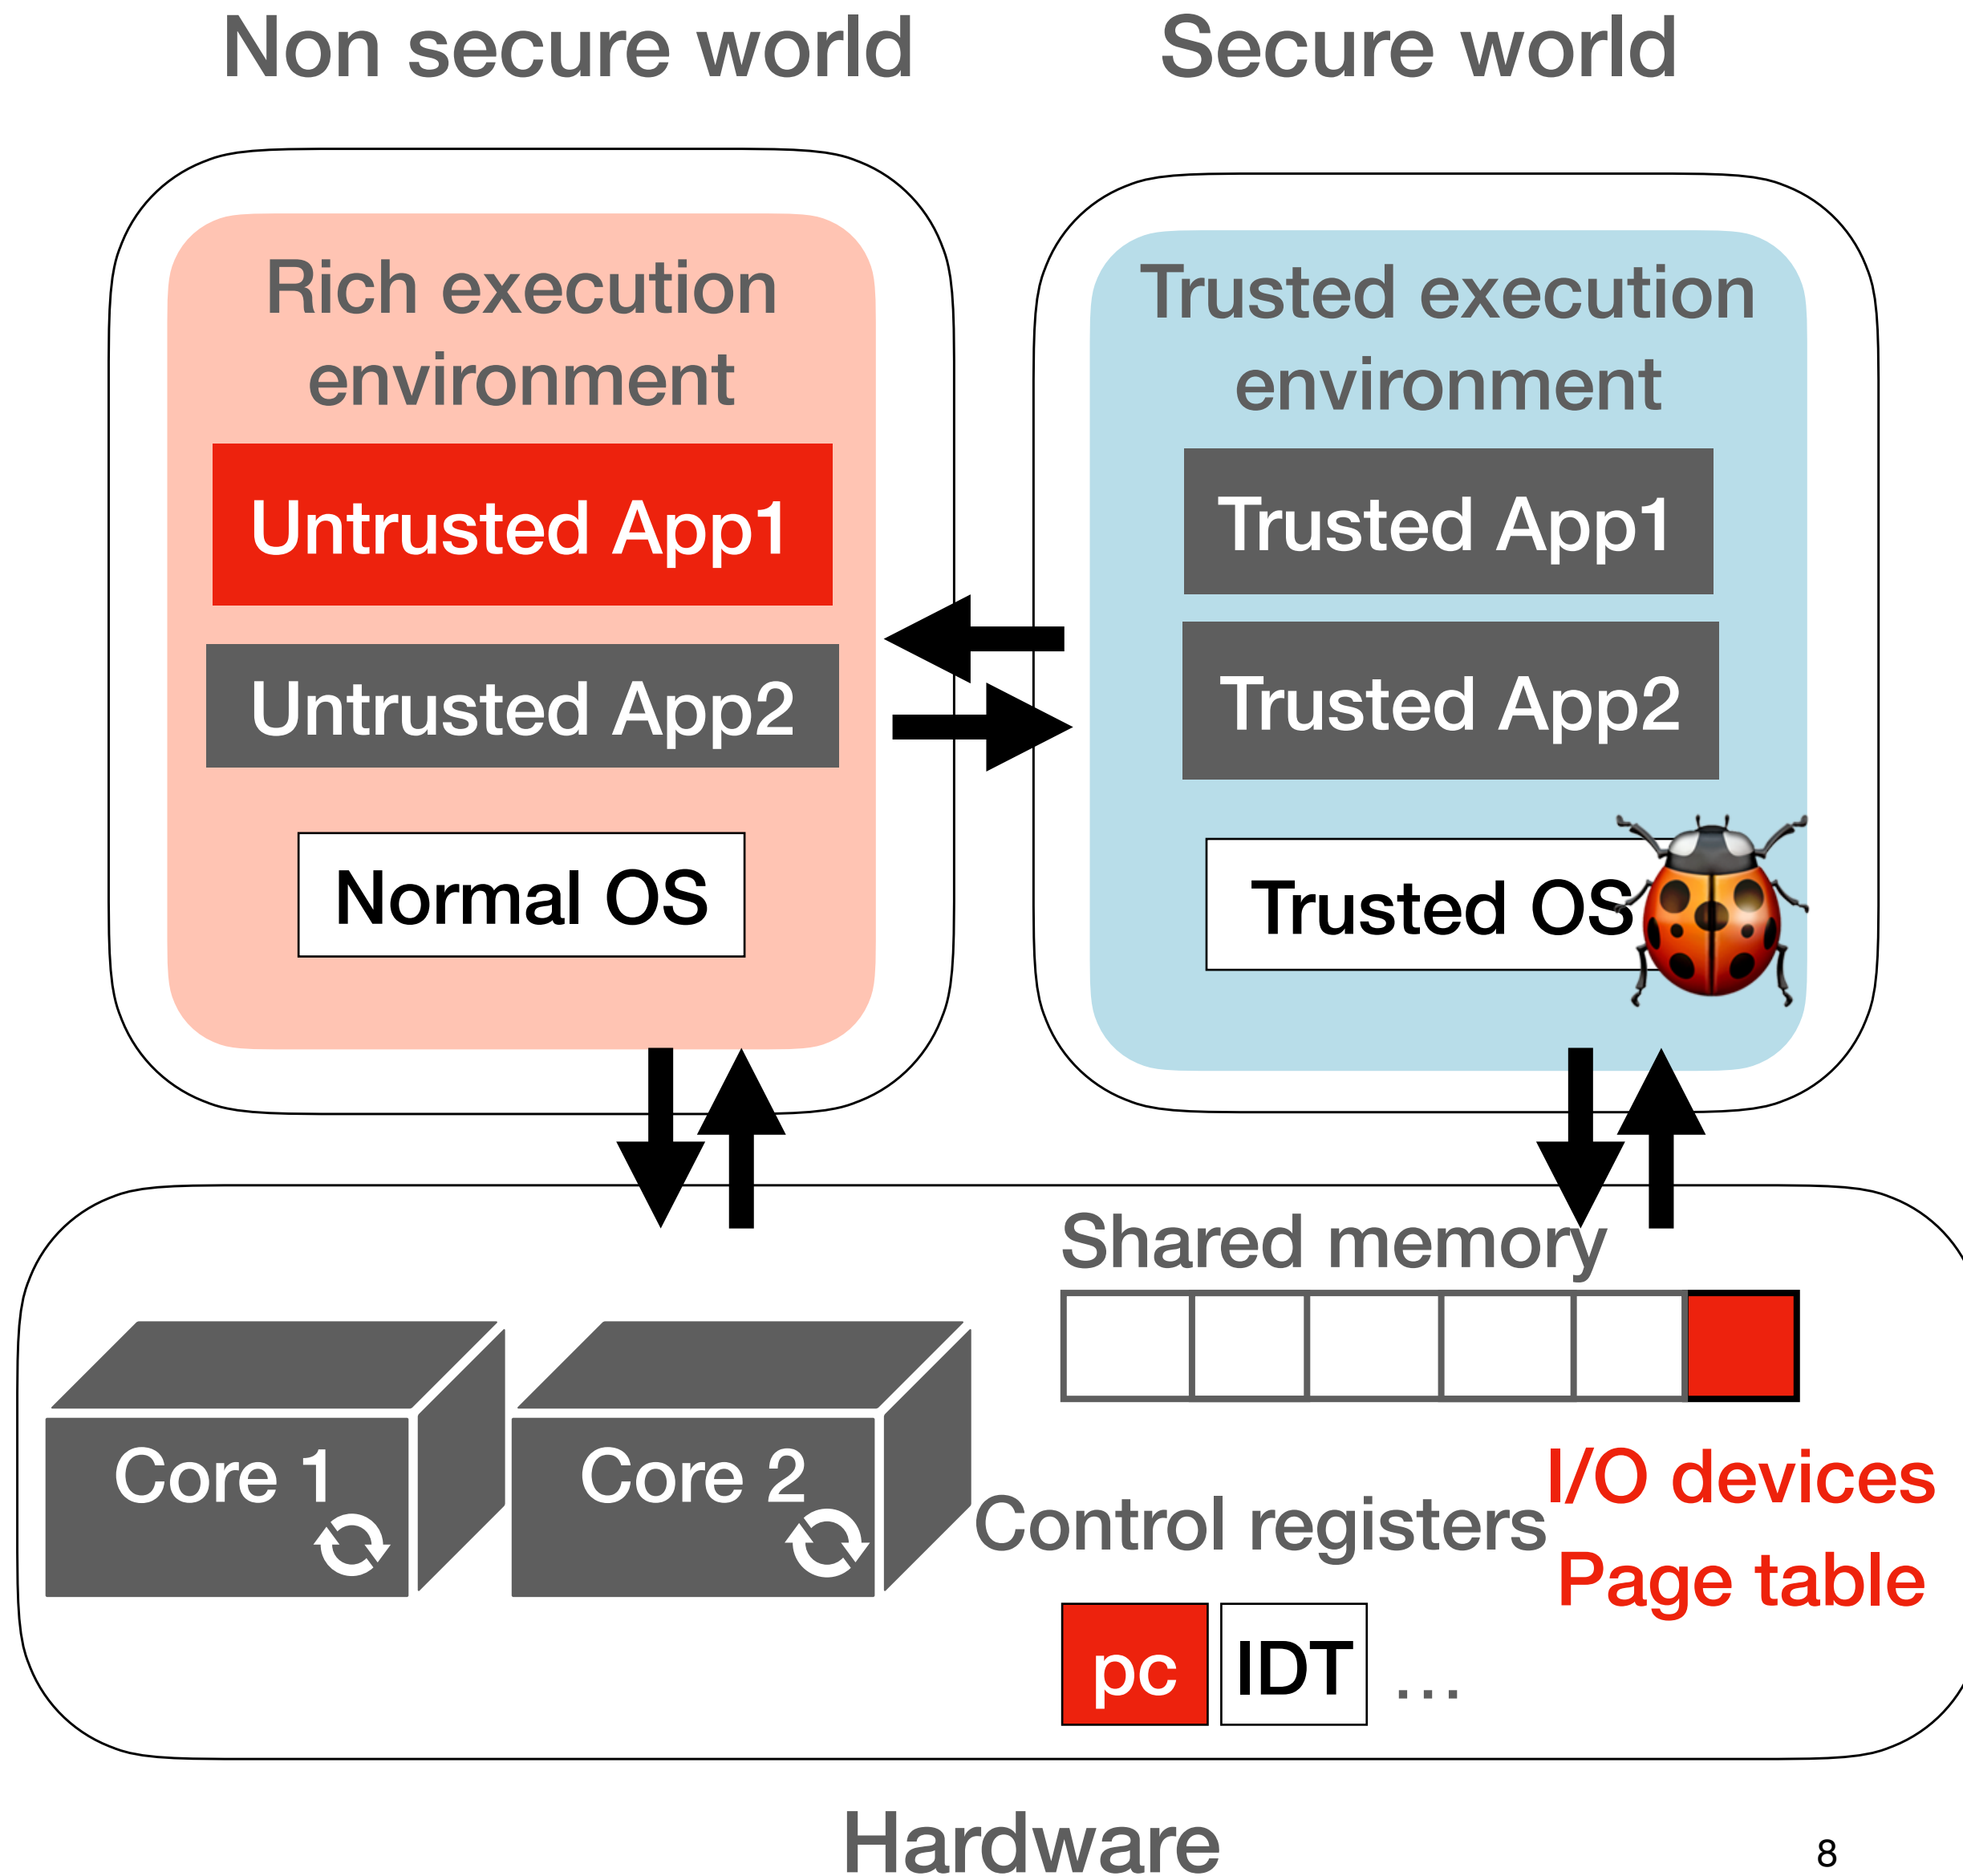 Non secure world
Secure world
Rich execution
environment
Untrusted App1
Untrusted App2
Normal OS
Trusted execution
environment
Trusted App1
Trusted App2
Trusted OS
Shared memory
Core 1
Core 2
Control registers
I/O devices
Page table
pc
IDT
...
Hardware
8